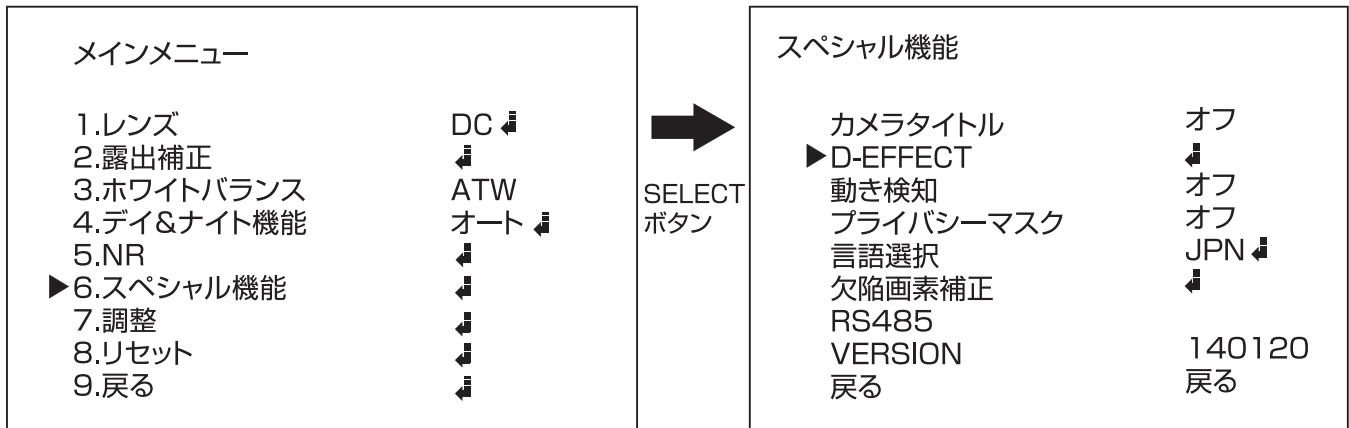 メインメニュー
1.レンズ DC
2.露出補正
3.ホワイトバランス ATW
4.デイ&ナイト機能 オート
5.NR
▶6.スペシャル機能
7.調整
8.リセット
9.戻る
SELECT
ボタン
スペシャル機能
カメラタイトル オフ
▶D-EFFECT
動き検知 オフ
プライバシーマスク オフ
言語選択 JPN
欠陥画素補正
RS485
VERSION 140120
戻る 戻る